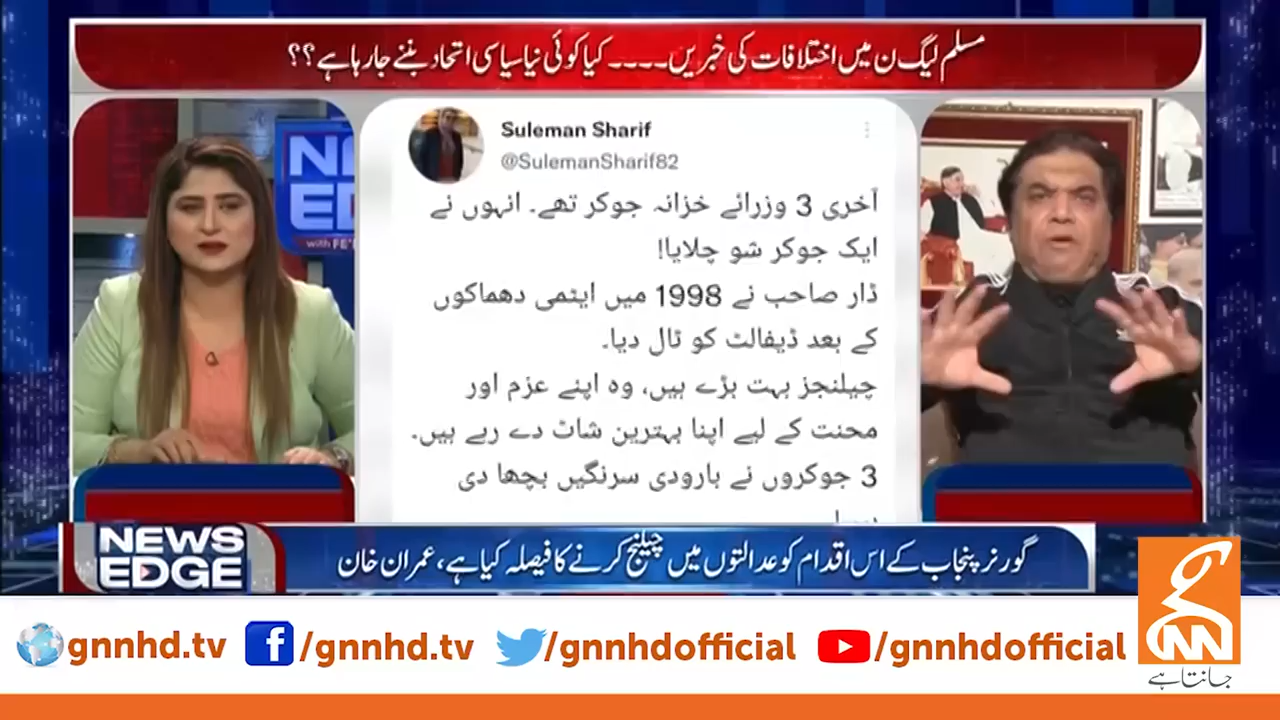 مسلم لیگ ن میں اختلافات کی خبریں ۔۔۔۔ کیا کوئی نیا سیاسی اتحاد بننے جا رہا ہے؟؟
Suleman Sharif
@SulemanSharif82
آخری 3 وزرائے خزانہ جوکر تھے۔ انہوں نے
ایک جوکر شو چلایا!
ڈار صاحب نے 1998 میں ایٹمی دھماکوں
کے بعد ڈیفالٹ کو ٹال دیا۔
چیلنجز بہت بڑے ہیں، وہ اپنے عزم اور
محنت کے لیے اپنا بہترین شاٹ دے رہے ہیں۔
3 جوکروں نے بارودی سرنگیں بچھا دی
NEWS
EDGE
گورنر پنجاب کے اس اقدام کو عدالتوں میں چیلنج کرنے کا فیصلہ کیا ہے، عمران خان
gnnhd.tv
/gnnhd.tv
/gnnhdofficial
/gnnhdofficial
GNN
جانتا ہے